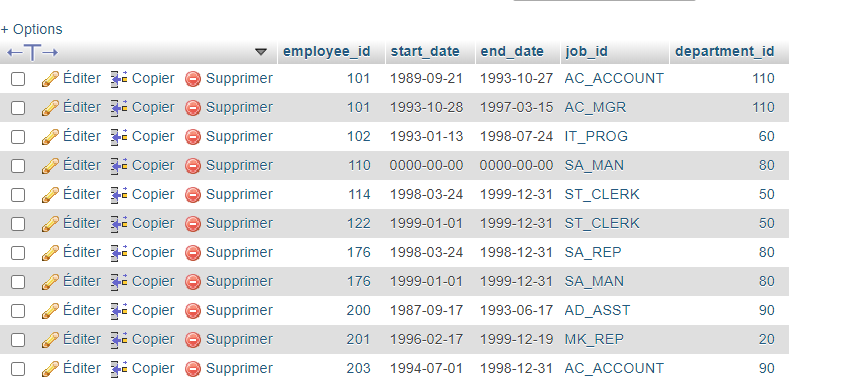 + Options
←T→ employee_id start_date end_date job_id department_id
Éditer Copier Supprimer 101 1989-09-21 1993-10-27 AC_ACCOUNT 110
Éditer Copier Supprimer 101 1993-10-28 1997-03-15 AC_MGR 110
Éditer Copier Supprimer 102 1993-01-13 1998-07-24 IT_PROG 60
Éditer Copier Supprimer 110 0000-00-00 0000-00-00 SA_MAN 80
Éditer Copier Supprimer 114 1998-03-24 1999-12-31 ST_CLERK 50
Éditer Copier Supprimer 122 1999-01-01 1999-12-31 ST_CLERK 50
Éditer Copier Supprimer 176 1998-03-24 1998-12-31 SA_REP 80
Éditer Copier Supprimer 176 1999-01-01 1999-12-31 SA_MAN 80
Éditer Copier Supprimer 200 1987-09-17 1993-06-17 AD_ASST 90
Éditer Copier Supprimer 201 1996-02-17 1999-12-19 MK_REP 20
Éditer Copier Supprimer 203 1994-07-01 1998-12-31 AC_ACCOUNT 90